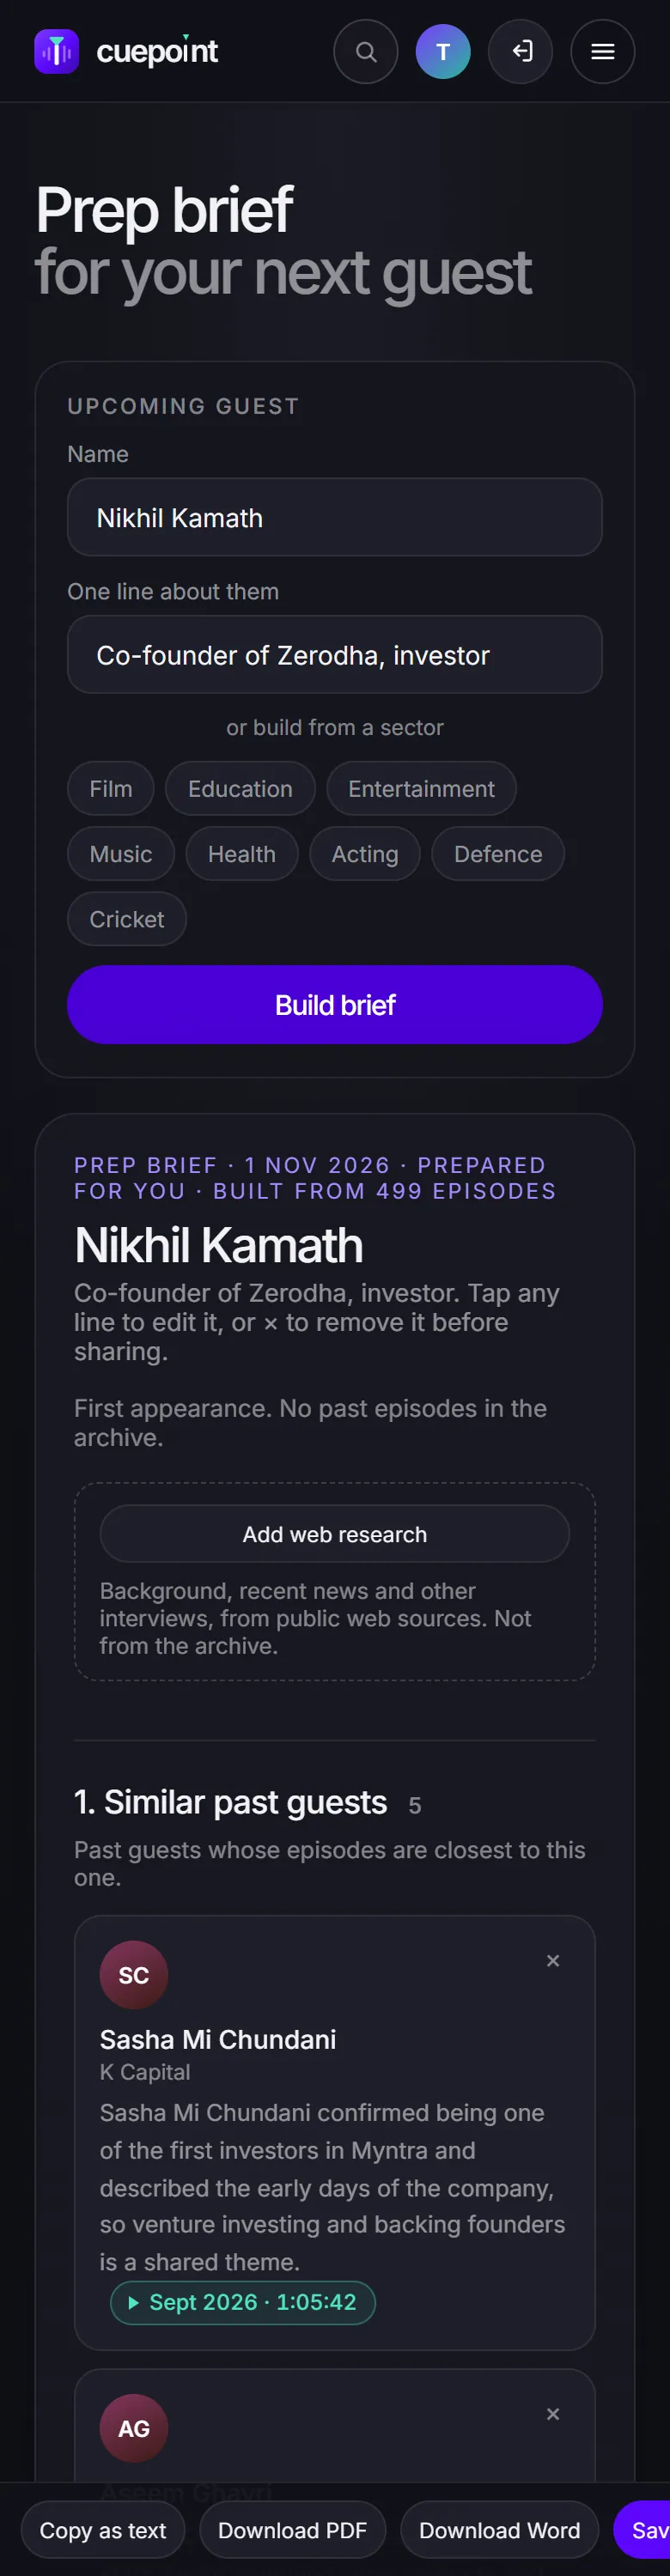 cuepoint
T
Prep brief
for your next guest
UPCOMING GUEST
Name
Nikhil Kamath
One line about them
Co-founder of Zerodha, investor
or build from a sector
Film
Education
Entertainment
Music
Health
Acting
Defence
Cricket
Build brief
PREP BRIEF · 1 NOV 2026 · PREPARED
FOR YOU · BUILT FROM 499 EPISODES
Nikhil Kamath
Co-founder of Zerodha, investor. Tap any
line to edit it, or × to remove it before
sharing.
First appearance. No past episodes in the
archive.
Add web research
Background, recent news and other
interviews, from public web sources. Not
from the archive.
1. Similar past guests 5
Past guests whose episodes are closest to this
one.
SC
×
Sasha Mi Chundani
K Capital
Sasha Mi Chundani confirmed being one
of the first investors in Myntra and
described the early days of the company,
so venture investing and backing founders
is a shared theme.
Sept 2026 · 1:05:42
AG
×
Aseem Ghavri
Copy as text
Download PDF
Download Word
Sav